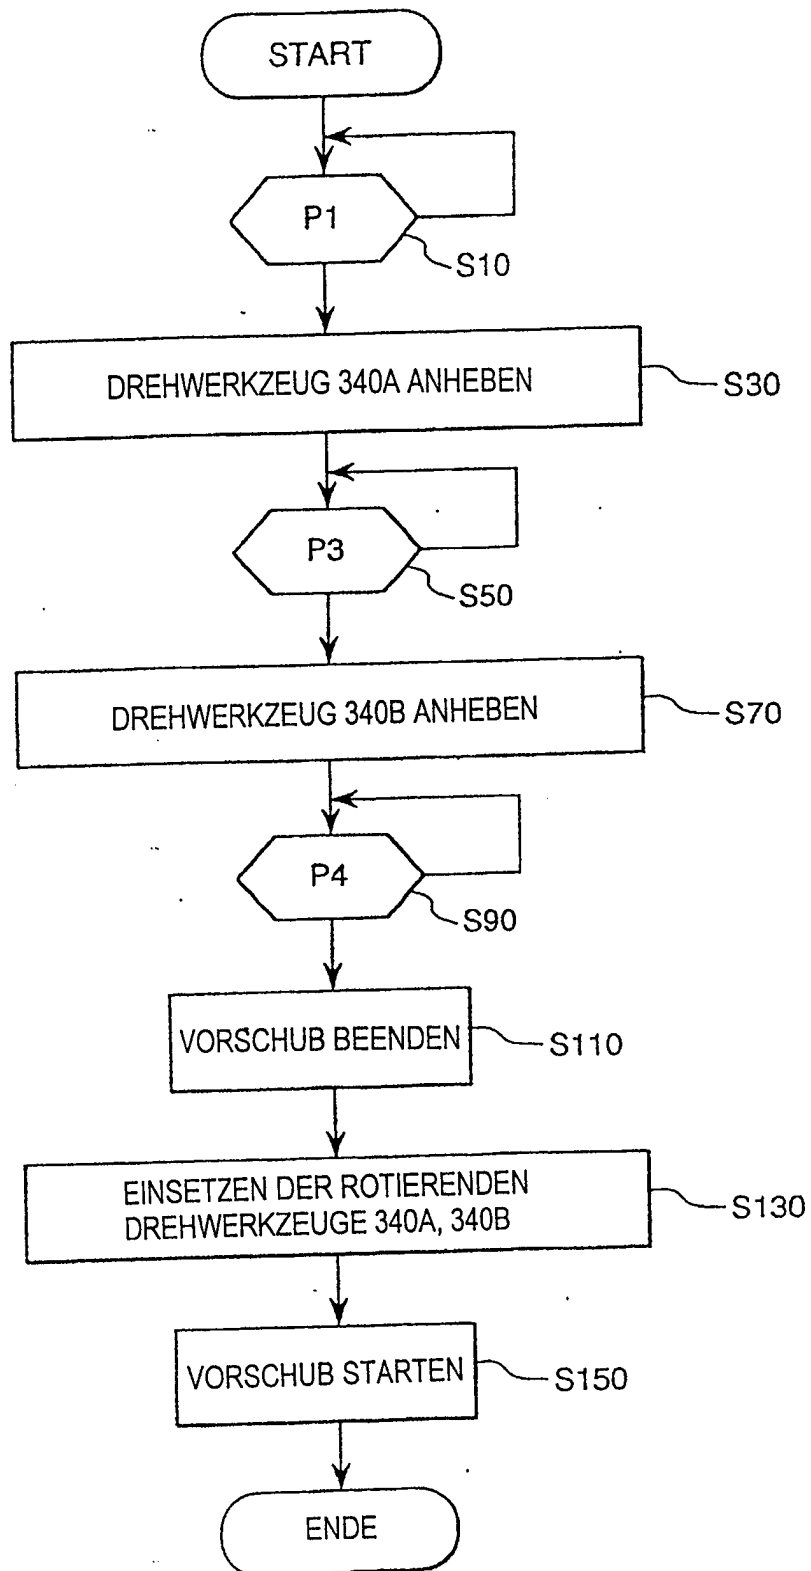 START
P1
S10
DREHWERKZEUG 340A ANHEBEN
S30
P3
S50
DREHWERKZEUG 340B ANHEBEN
S70
P4
S90
VORSCHUB BEENDEN
S110
EINSETZEN DER ROTIERENDEN
DREHWERKZEUGE 340A, 340B
S130
VORSCHUB STARTEN
S150
ENDE